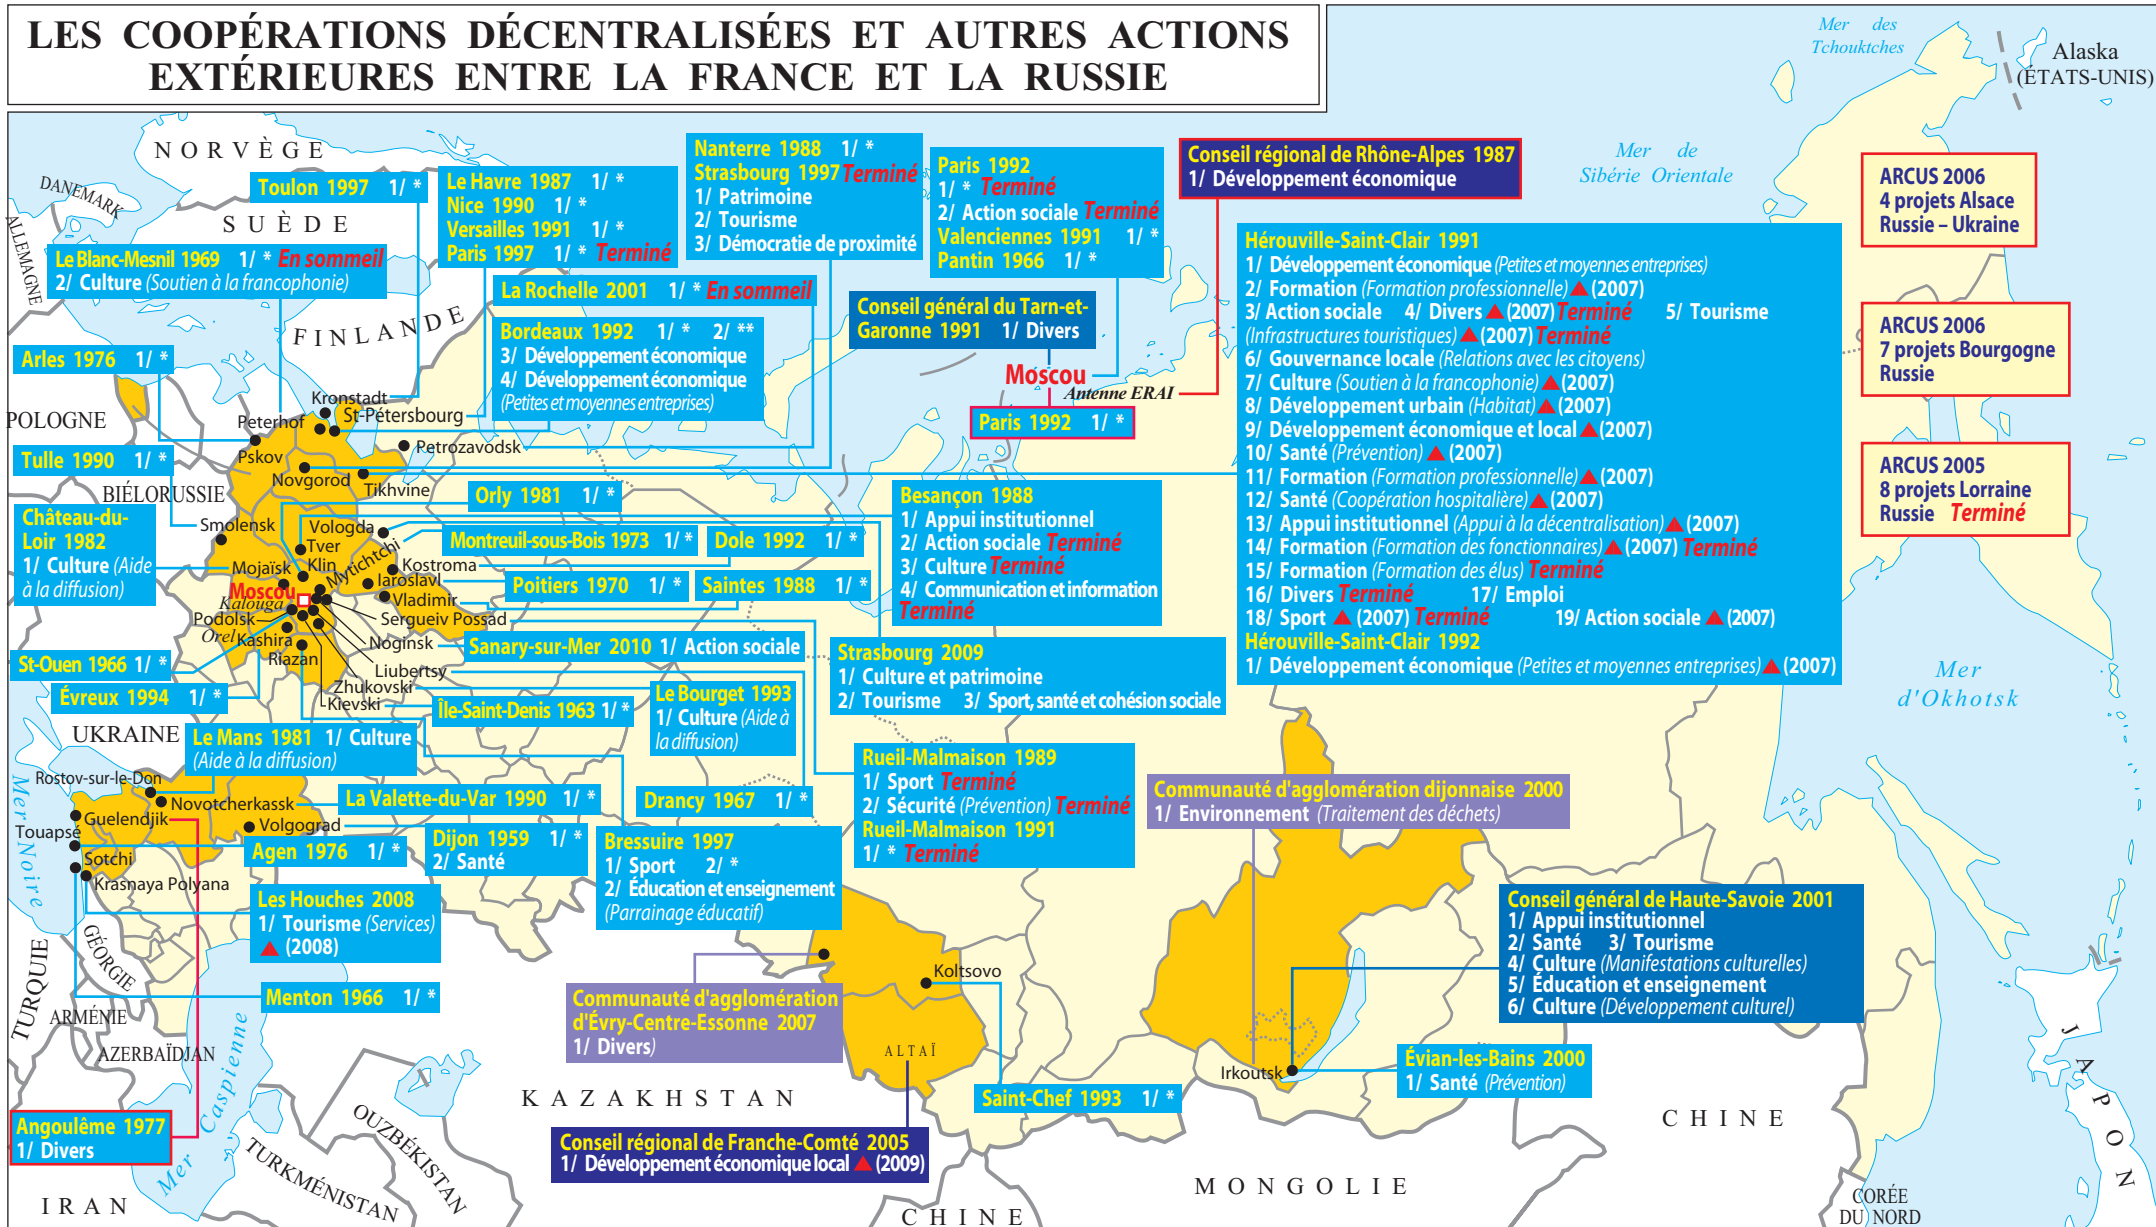 LES COOPÉRATIONS DÉCENTRALISÉES ET AUTRES ACTIONS
EXTÉRIEURES ENTRE LA FRANCE ET LA RUSSIE
Mer des
Tchouktches
Alaska
(ÉTATS-UNIS)
NORVÈGE
DANEMARK
SUÈDE
ALLEMAGNE
FINLANDE
Toulon 1997 1/ *
Le Blanc-Mesnil 1969 1/ * En sommeil
2/ Culture (Soutien à la francophonie)
Le Havre 1987 1/ *
Nice 1990 1/ *
Versailles 1991 1/ *
Paris 1997 1/ * Terminé
Nanterre 1988 1/ *
Strasbourg 1997 Terminé
1/ Patrimoine
2/ Tourisme
3/ Démocratie de proximité
Paris 1992
1/ * Terminé
2/ Action sociale Terminé
Valenciennes 1991 1/ *
Pantin 1966 1/ *
Conseil régional de Rhône-Alpes 1987
1/ Développement économique
Mer de
Sibérie Orientale
ARCUS 2006
4 projets Alsace
Russie – Ukraine
La Rochelle 2001 1/ * En sommeil
Bordeaux 1992 1/ * 2/ **
3/ Développement économique
4/ Développement économique
(Petites et moyennes entreprises)
Conseil général du Tarn-et-
Garonne 1991 1/ Divers
Moscou
Antenne ERAI
Paris 1992 1/ *
Hérouville-Saint-Clair 1991
1/ Développement économique (Petites et moyennes entreprises)
2/ Formation (Formation professionnelle) ▲ (2007)
3/ Action sociale 4/ Divers ▲ (2007) Terminé 5/ Tourisme
(Infrastructures touristiques) ▲ (2007) Terminé
6/ Gouvernance locale (Relations avec les citoyens)
7/ Culture (Soutien à la francophonie) ▲ (2007)
8/ Développement urbain (Habitat) ▲ (2007)
9/ Développement économique et local ▲ (2007)
10/ Santé (Prévention) ▲ (2007)
11/ Formation (Formation professionnelle) ▲ (2007)
12/ Santé (Coopération hospitalière) ▲ (2007)
13/ Appui institutionnel (Appui à la décentralisation) ▲ (2007)
14/ Formation (Formation des fonctionnaires) ▲ (2007) Terminé
15/ Formation (Formation des élus) Terminé
16/ Divers Terminé 17/ Emploi
18/ Sport ▲ (2007) Terminé 19/ Action sociale ▲ (2007)
Hérouville-Saint-Clair 1992
1/ Développement économique (Petites et moyennes entreprises) ▲ (2007)
ARCUS 2006
7 projets Bourgogne
Russie
ARCUS 2005
8 projets Lorraine
Russie Terminé
Arles 1976 1/ *
POLOGNE
Tulle 1990 1/ *
BIÉLORUSSIE
Château-du-
Loir 1982
1/ Culture (Aide
à la diffusion)
Kronstadt
Peterhof
St-Pétersbourg
Petrozavodsk
Pskov
Novgorod
Tikhvine
Smolensk
Vologda
Tver
Klin
Mytichtchi
Kostroma
Mojaïsk
Iaroslavl
Moscou
Kalouga
Vladimir
Podolsk
Sergueiv Possad
Orel
Kashira
Noginsk
Riazan
Liubertsy
Zhukovski
Kievski
Orly 1981 1/ *
Montreuil-sous-Bois 1973 1/ *
Dole 1992 1/ *
Poitiers 1970 1/ *
Saintes 1988 1/ *
Besançon 1988
1/ Appui institutionnel
2/ Action sociale Terminé
3/ Culture Terminé
4/ Communication et information
Terminé
Sanary-sur-Mer 2010 1/ Action sociale
Strasbourg 2009
1/ Culture et patrimoine
2/ Tourisme 3/ Sport, santé et cohésion sociale
St-Ouen 1966 1/ *
Évreux 1994 1/ *
Île-Saint-Denis 1963 1/ *
Le Bourget 1993
1/ Culture (Aide à
la diffusion)
UKRAINE
Le Mans 1981 1/ Culture
(Aide à la diffusion)
Rueil-Malmaison 1989
1/ Sport Terminé
2/ Sécurité (Prévention) Terminé
Rueil-Malmaison 1991
1/ * Terminé
Mer
d'Okhotsk
Mer Noire
Rostov-sur-le-Don
Novotcherkassk
Guelendjik
Volgograd
Touapsé
Sotchi
Krasnaya Polyana
La Valette-du-Var 1990 1/ *
Drancy 1967 1/ *
Agen 1976 1/ *
Dijon 1959 1/ *
2/ Santé
Bressuire 1997
1/ Sport 2/ *
2/ Éducation et enseignement
(Parrainage éducatif)
Communauté d'agglomération dijonnaise 2000
1/ Environnement (Traitement des déchets)
Les Houches 2008
1/ Tourisme (Services)
▲ (2008)
Menton 1966 1/ *
Conseil général de Haute-Savoie 2001
1/ Appui institutionnel
2/ Santé 3/ Tourisme
4/ Culture (Manifestations culturelles)
5/ Éducation et enseignement
6/ Culture (Développement culturel)
TURQUIE
GÉORGIE
ARMÉNIE
AZERBAÏDJAN
Mer Caspienne
Communauté d'agglomération
d'Évry-Centre-Essonne 2007
1/ Divers)
Koltsovo
ALTAÏ
Irkoutsk
Évian-les-Bains 2000
1/ Santé (Prévention)
Saint-Chef 1993 1/ *
Angoulême 1977
1/ Divers
KAZAKHSTAN
Conseil régional de Franche-Comté 2005
1/ Développement économique local ▲ (2009)
OUZBÉKISTAN
TURKMÉNISTAN
IRAN
CHINE
MONGOLIE
CHINE
JAPON
CORÉE
DU NORD